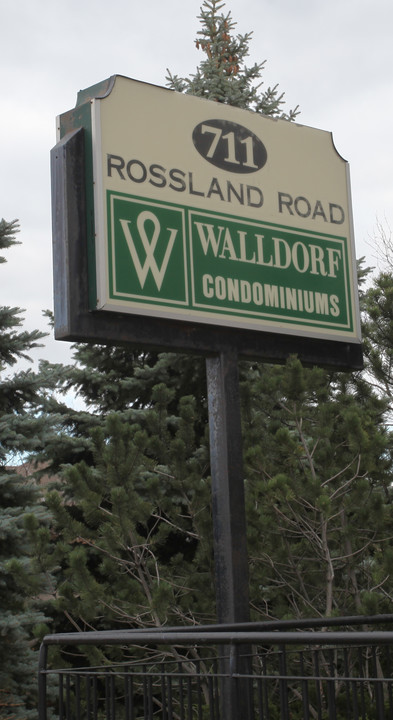 711
ROSSLAND ROAD
W
WALLDORF
CONDOMINIUMS